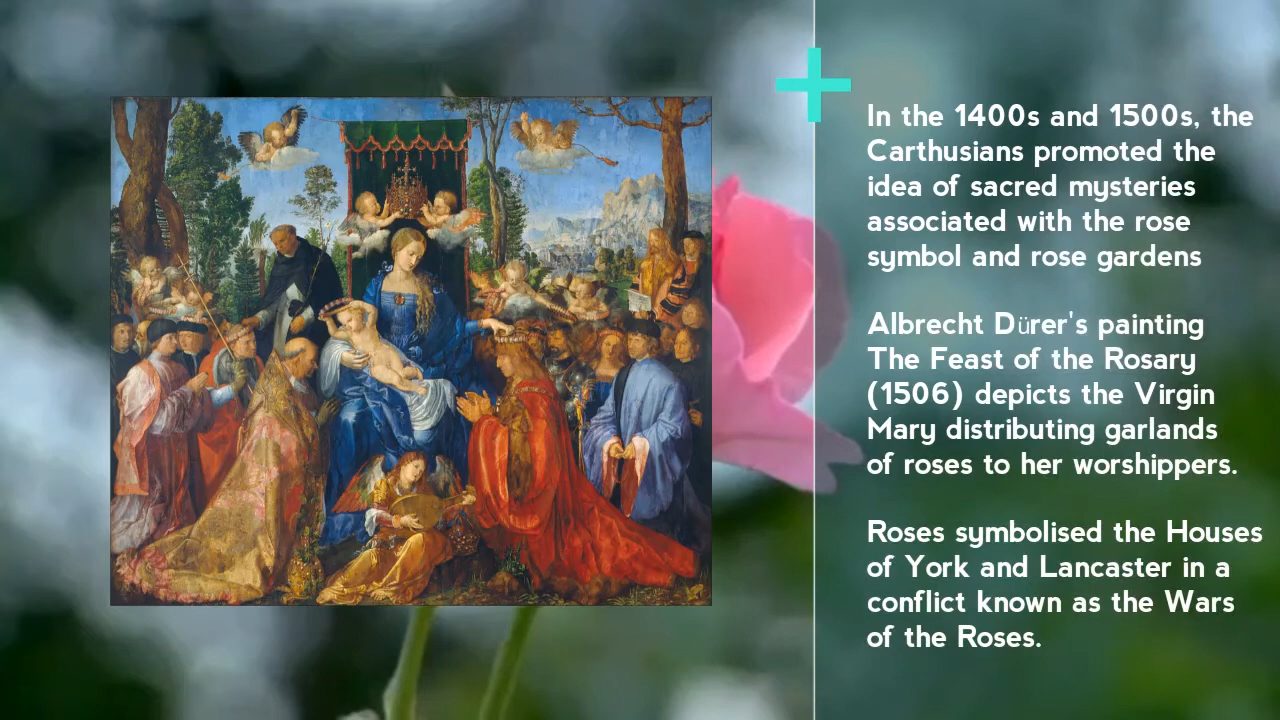 In the 1400s and 1500s, the
Carthusians promoted the
idea of sacred mysteries
associated with the rose
symbol and rose gardens
Albrecht Dürer's painting
The Feast of the Rosary
(1506) depicts the Virgin
Mary distributing garlands
of roses to her worshippers.
Roses symbolised the Houses
of York and Lancaster in a
conflict known as the Wars
of the Roses.